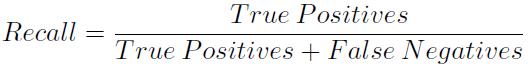 Recall = True Positives / True Positives + False Negatives